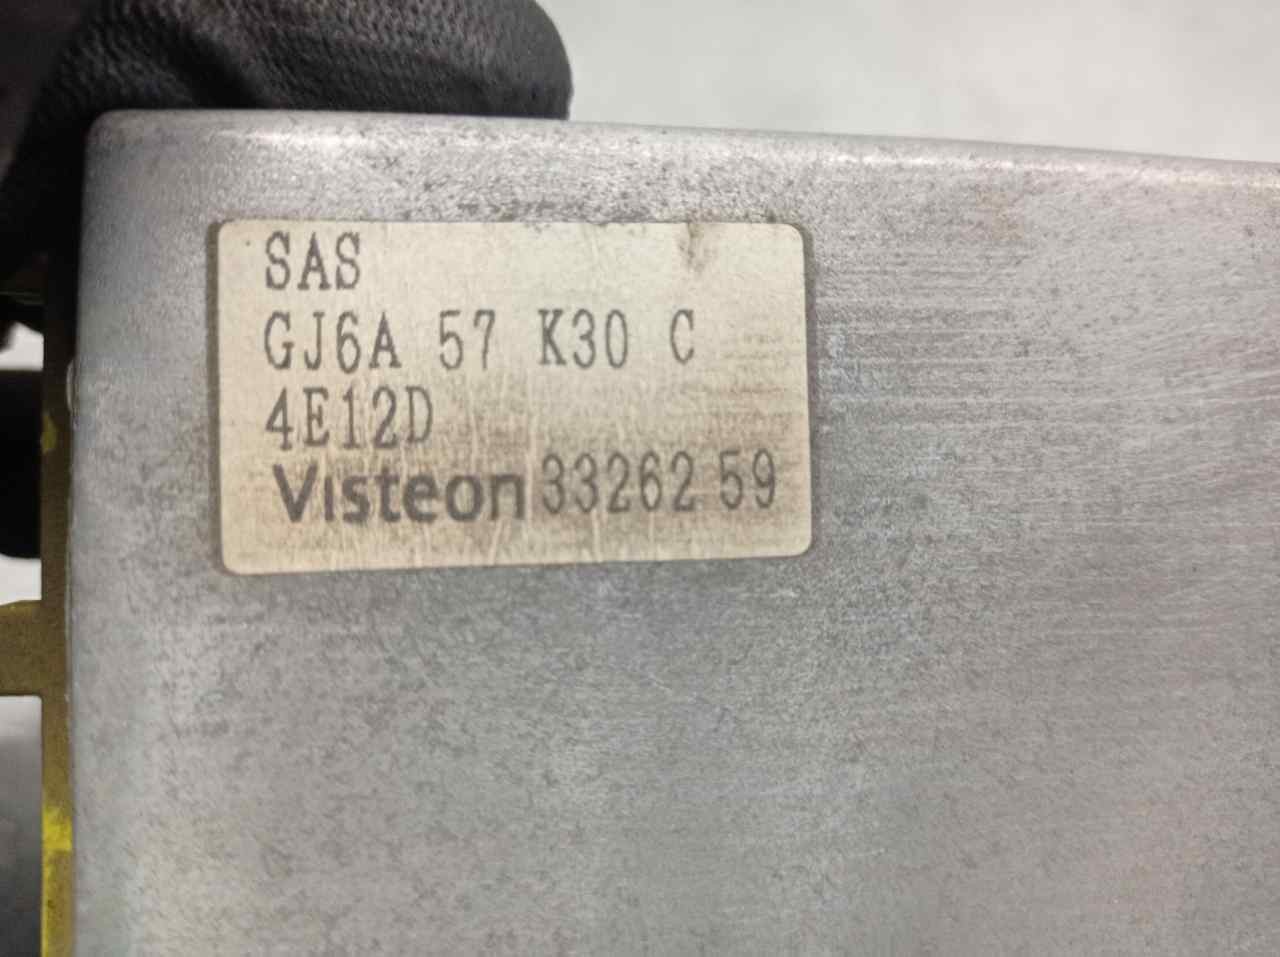 SAS
GJ6A 57 K30 C
4E12D
Visteon 33262 59